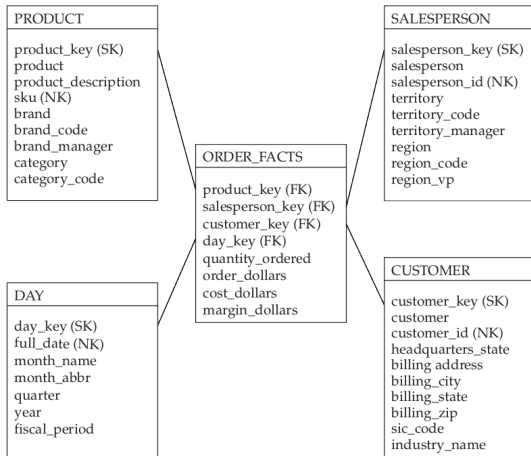 PRODUCT
product_key (SK)
product
product_description
sku (NK)
brand
brand_code
brand_manager
category
category_code
SALESPERSON
salesperson_key (SK)
salesperson
salesperson_id (NK)
territory
territory_code
territory_manager
region
region_code
region_vp
ORDER_FACTS
product_key (FK)
salesperson_key (FK)
customer_key (FK)
day_key (FK)
quantity_ordered
order_dollars
cost_dollars
margin_dollars
DAY
day_key (SK)
full_date (NK)
month_name
month_abbr
quarter
year
fiscal_period
CUSTOMER
customer_key (SK)
customer
customer_id (NK)
headquarters_state
billing address
billing_city
billing_state
billing_zip
sic_code
industry_name